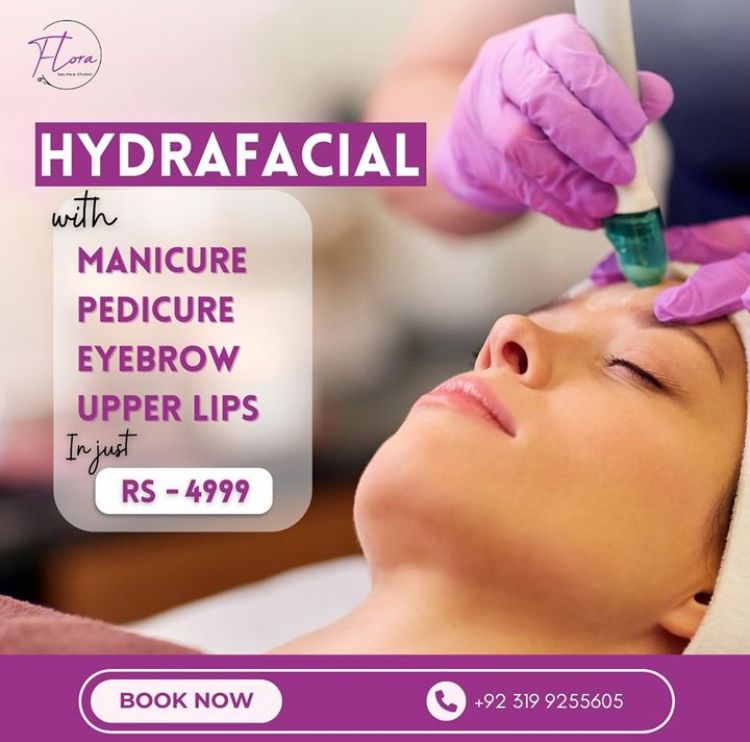 Flora
HYDRAFACIAL
with
MANICURE
PEDICURE
EYEBROW
UPPER LIPS
In just
RS - 4999
BOOK NOW
+92 319 9255605